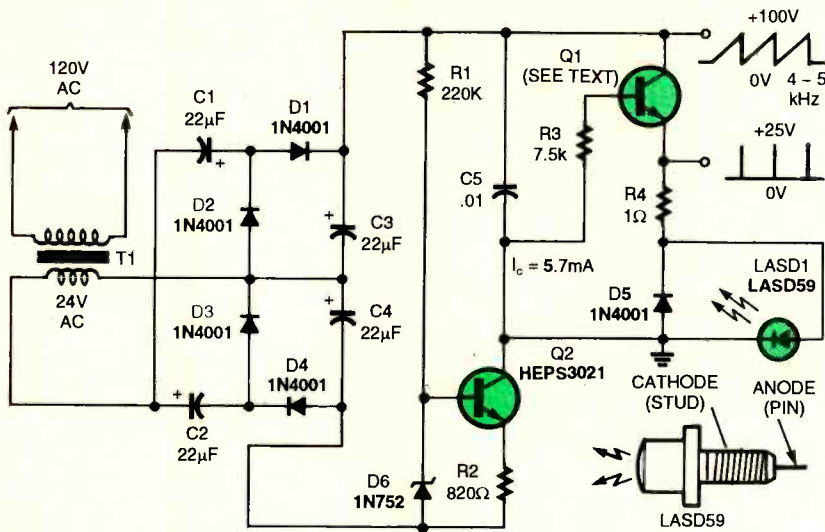 120V
AC
T1
24V
AC
C1
22µF
D1
1N4001
D2
1N4001
C3
22µF
D3
1N4001
C4
22µF
D4
1N4001
C2
22µF
R1
220K
C5
.01
Q1
(SEE TEXT)
R3
7.5k
+100V
0V
4 – 5
kHz
+25V
0V
R4
1Ω
Ic = 5.7mA
D5
1N4001
LASD1
LASD59
Q2
HEPS3021
D6
1N752
R2
820Ω
CATHODE
(STUD)
ANODE
(PIN)
LASD59